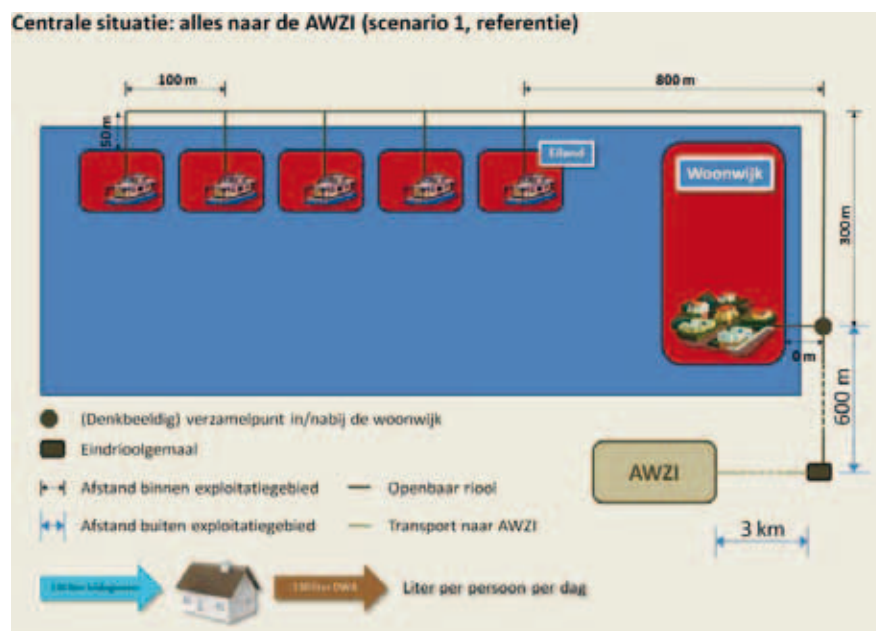 Centrale situatie: alles naar de AWZI (scenario 1, referentie)
100 m
800 m
50 m
Eiland
Woonwijk
300 m
0 m
600 m
(Denkbeeldig) verzamelpunt in/nabij de woonwijk
Eindrioolgemaal
AWZI
Afstand binnen exploitatiegebied
Openbaar riool
Afstand buiten exploitatiegebied
Transport naar AWZI
3 km
liter DWA
Liter per persoon per dag